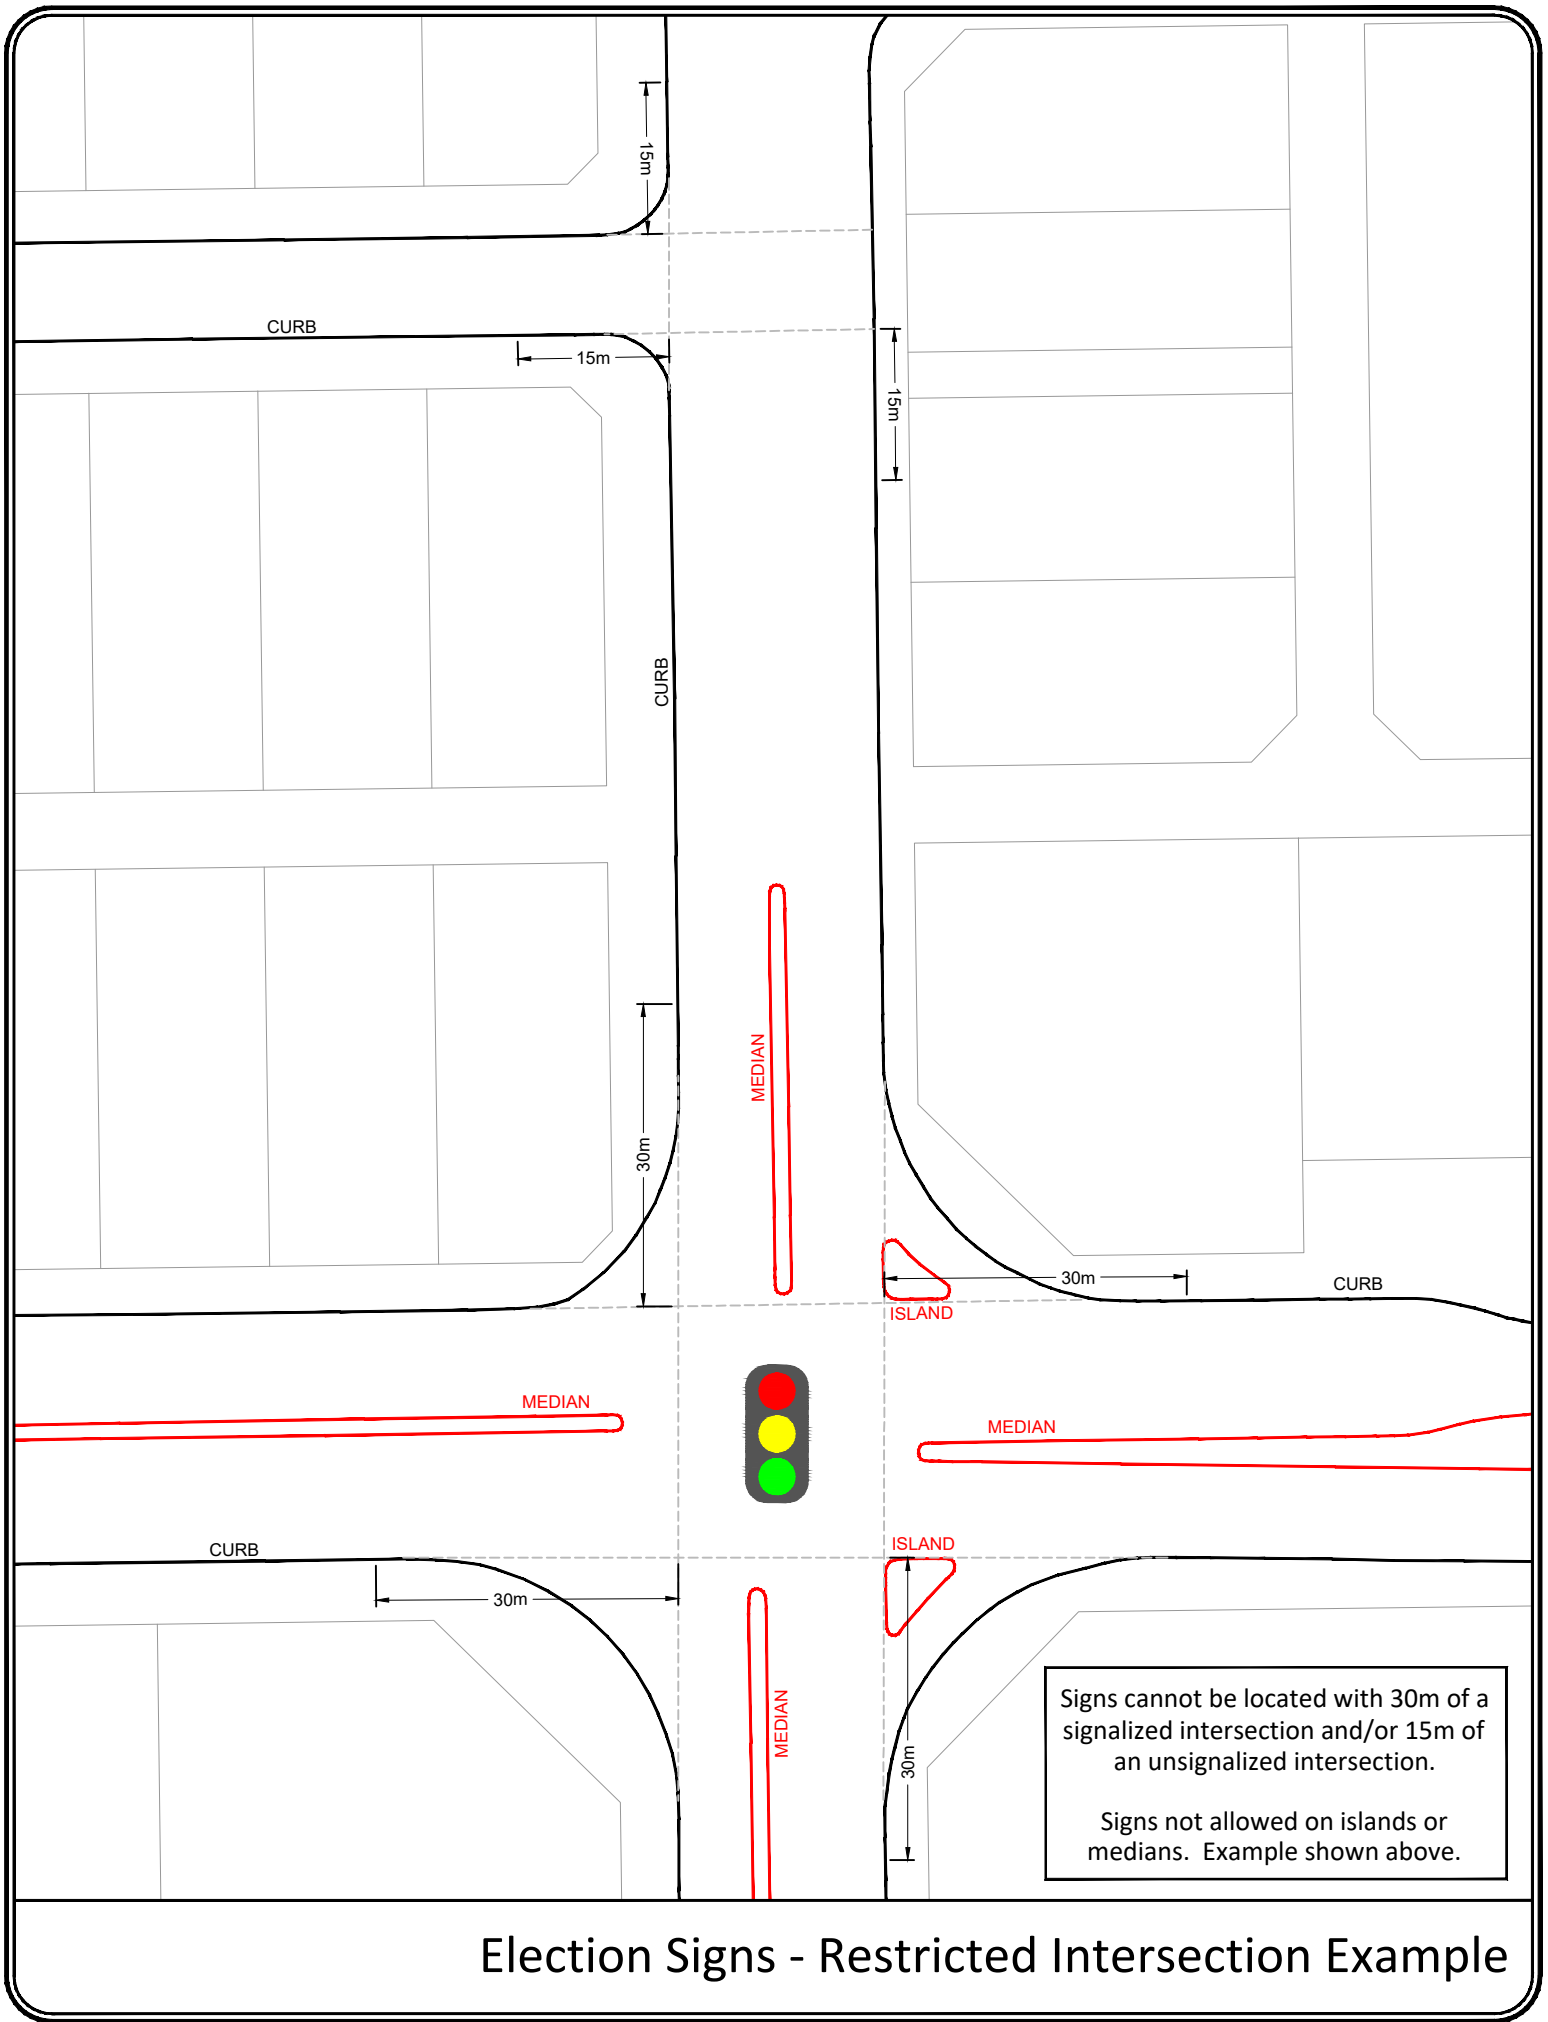 15m
CURB
15m
15m
CURB
MEDIAN
30m
30m
CURB
ISLAND
MEDIAN
MEDIAN
ISLAND
CURB
30m
MEDIAN
30m
Signs cannot be located with 30m of a
signalized intersection and/or 15m of
an unsignalized intersection.
Signs not allowed on islands or
medians.  Example shown above.
Election Signs - Restricted Intersection Example